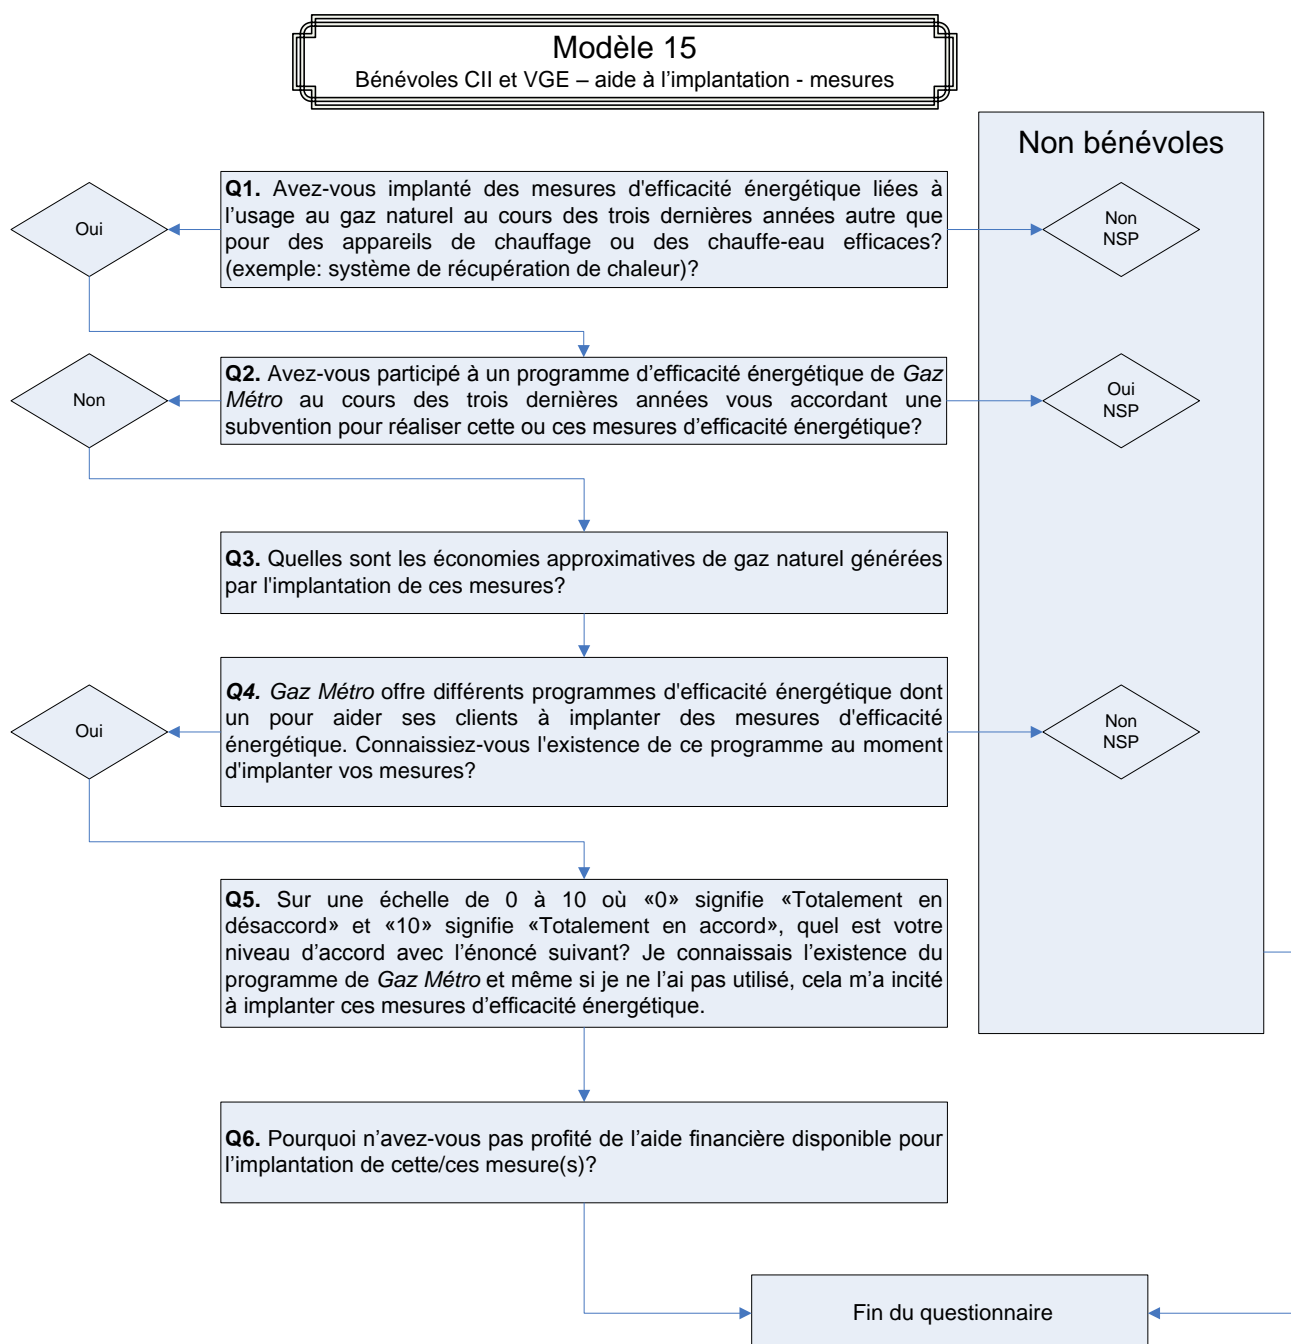 Modèle 15
Bénévoles CII et VGE – aide à l'implantation - mesures
Non bénévoles
Q1. Avez-vous implanté des mesures d'efficacité énergétique liées à
l'usage au gaz naturel au cours des trois dernières années autre que
pour des appareils de chauffage ou des chauffe-eau efficaces?
(exemple: système de récupération de chaleur)?
Oui
Non
NSP
Q2. Avez-vous participé à un programme d'efficacité énergétique de Gaz
Métro au cours des trois dernières années vous accordant une
subvention pour réaliser cette ou ces mesures d'efficacité énergétique?
Non
Oui
NSP
Q3. Quelles sont les économies approximatives de gaz naturel générées
par l'implantation de ces mesures?
Q4. Gaz Métro offre différents programmes d'efficacité énergétique dont
un pour aider ses clients à implanter des mesures d'efficacité
énergétique. Connaissiez-vous l'existence de ce programme au moment
d'implanter vos mesures?
Oui
Non
NSP
Q5. Sur une échelle de 0 à 10 où «0» signifie «Totalement en
désaccord» et «10» signifie «Totalement en accord», quel est votre
niveau d'accord avec l'énoncé suivant? Je connaissais l'existence du
programme de Gaz Métro et même si je ne l'ai pas utilisé, cela m'a incité
à implanter ces mesures d'efficacité énergétique.
Q6. Pourquoi n'avez-vous pas profité de l'aide financière disponible pour
l'implantation de cette/ces mesure(s)?
Fin du questionnaire